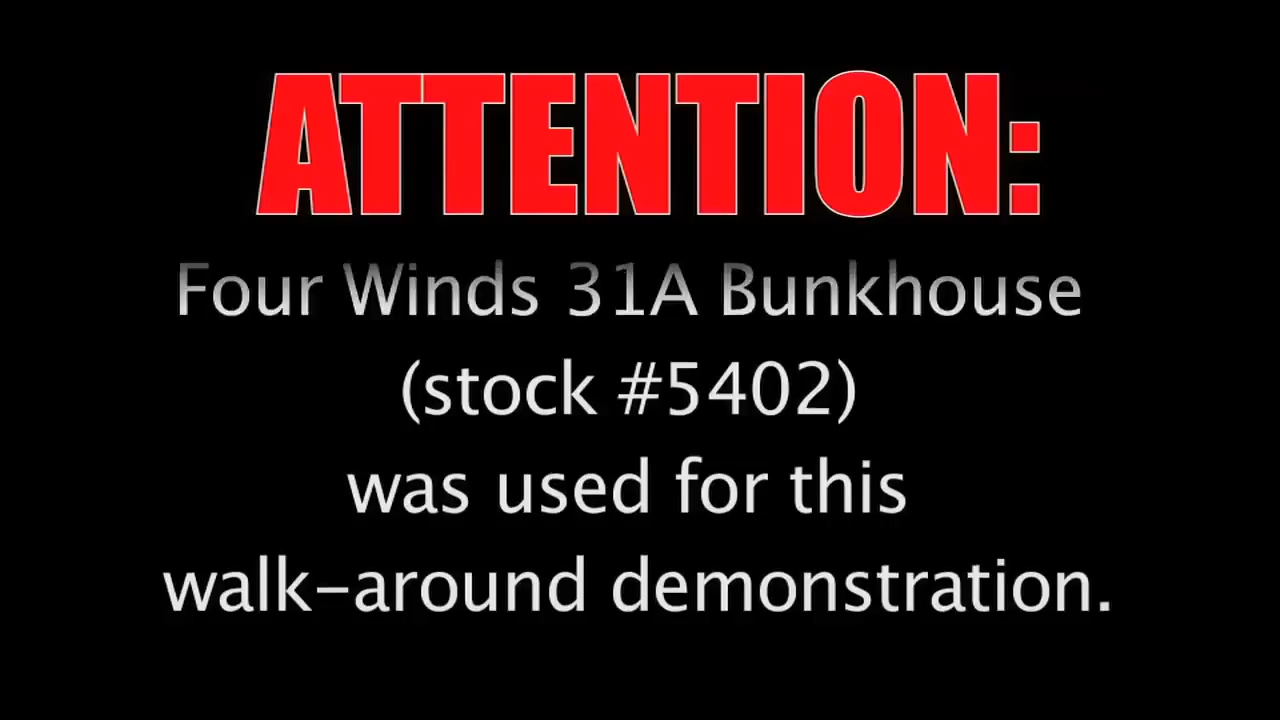 ATTENTION:
Four Winds 31A Bunkhouse
(stock #5402)
was used for this
walk-around demonstration.